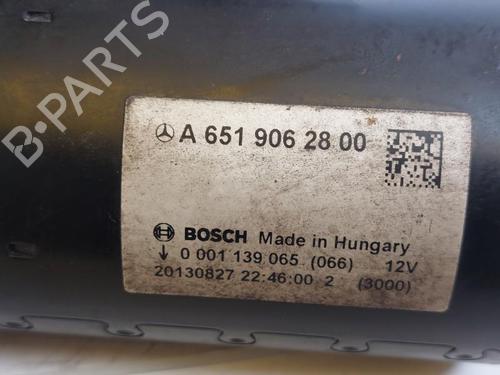 B-PARTS
A 651 906 28 00
BOSCH Made in Hungary
0 001 139 065 (066) 12V
20130827 22:46:00 2 (3000)